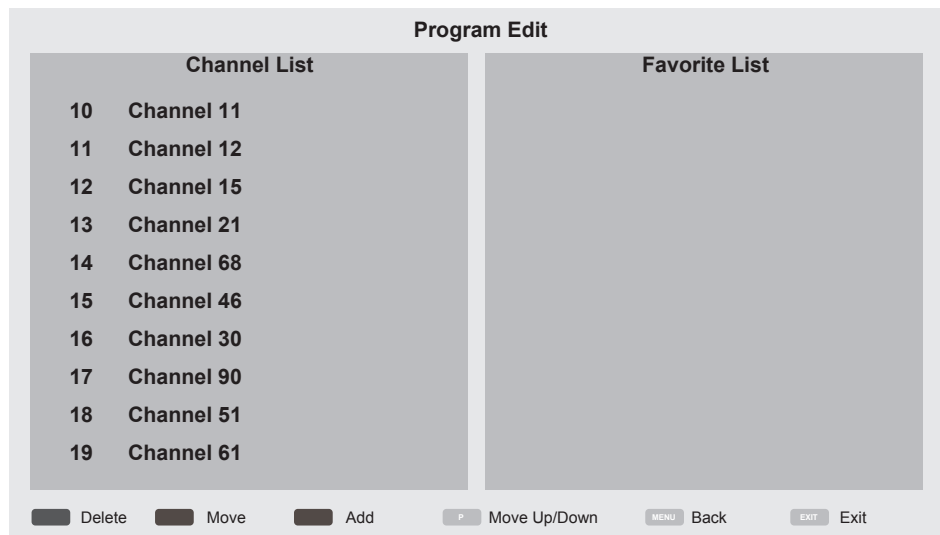 Program Edit
Channel List
10 Channel 11
11 Channel 12
12 Channel 15
13 Channel 21
14 Channel 68
15 Channel 46
16 Channel 30
17 Channel 90
18 Channel 51
19 Channel 61
Favorite List
Delete Move Add P Move Up/Down MENU Back EXIT Exit